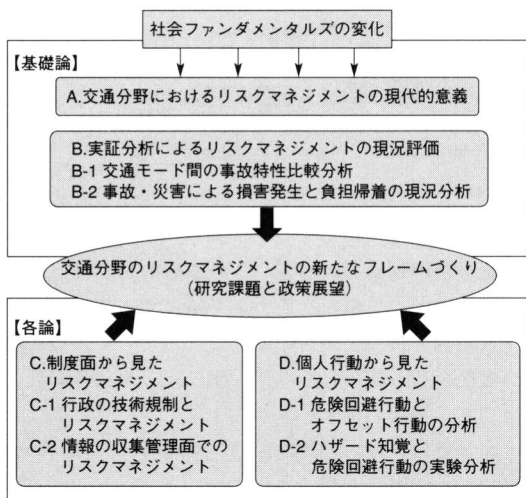 社会ファンダメンタルズの変化
【基礎論】
A.交通分野におけるリスクマネジメントの現代的意義
B.実証分析によるリスクマネジメントの現況評価
B-1 交通モード間の事故特性比較分析
B-2 事故・災害による損害発生と負担帰着の現況分析
交通分野のリスクマネジメントの新たなフレームづくり
（研究課題と政策展望）
【各論】
C.制度面から見た
リスクマネジメント
C-1 行政の技術規制と
リスクマネジメント
C-2 情報の収集管理面での
リスクマネジメント
D.個人行動から見た
リスクマネジメント
D-1 危険回避行動と
オフセット行動の分析
D-2 ハザード知覚と
危険回避行動の実験分析